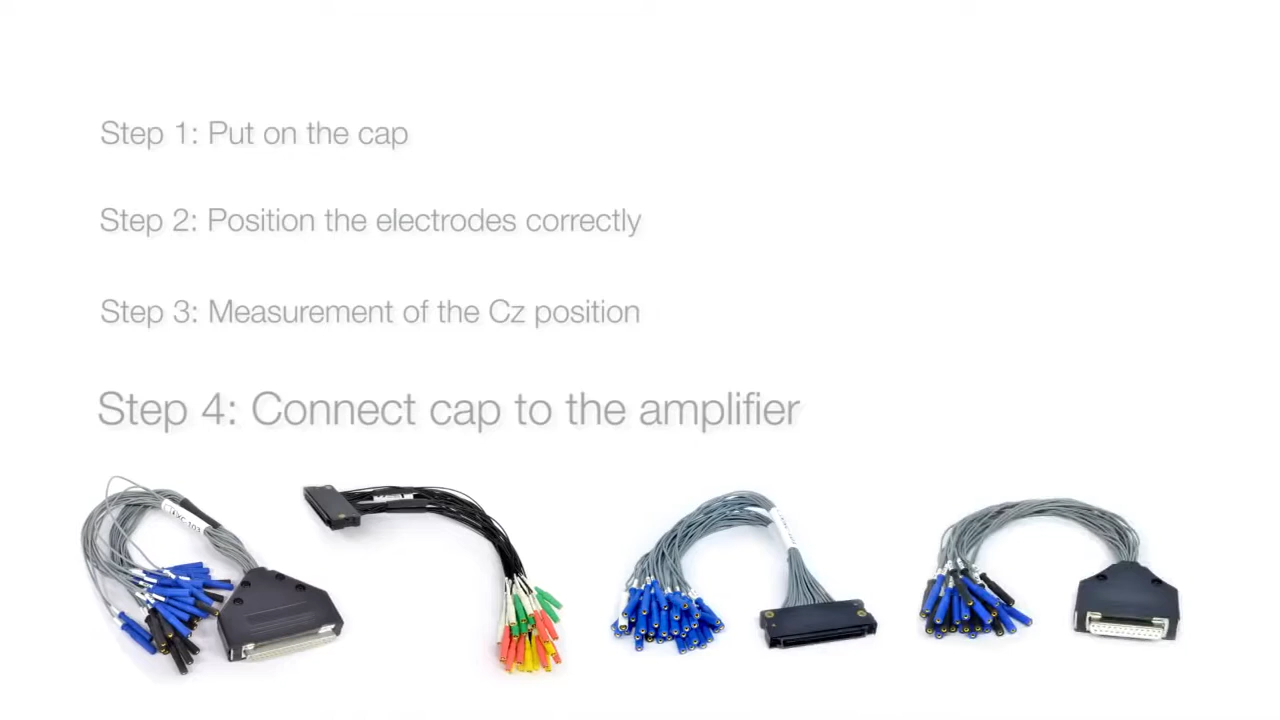 Step 1: Put on the cap
Step 2: Position the electrodes correctly
Step 3: Measurement of the Cz position
Step 4: Connect cap to the amplifier